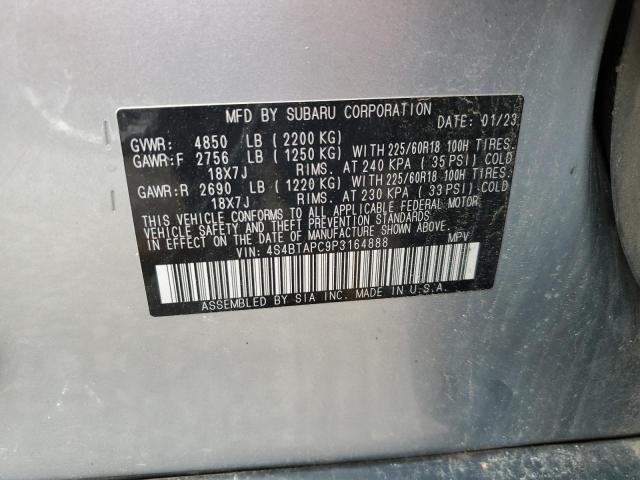 MFD BY SUBARU CORPORATION DATE: 01/23
GVWR: 4850 LB (2200 KG)
GAWR:F 2756 LB (1250 KG) WITH 225/60R18 100H TIRES.
18X7J RIMS. AT 240 KPA (35 PSI) COLD
GAWR:R 2690 LB (1220 KG) WITH 225/60R18 100H TIRES.
18X7J RIMS. AT 230 KPA (33 PSI) COLD
THIS VEHICLE CONFORMS TO ALL APPLICABLE FEDERAL MOTOR
VEHICLE SAFETY AND THEFT PREVENTION STANDARDS
IN EFFECT ON THE DATE OF MANUFACTURE SHOWN ABOVE.
VIN: 4S4BTAPC9P3164888 MPV
ASSEMBLED BY SIA INC. MADE IN U.S.A.